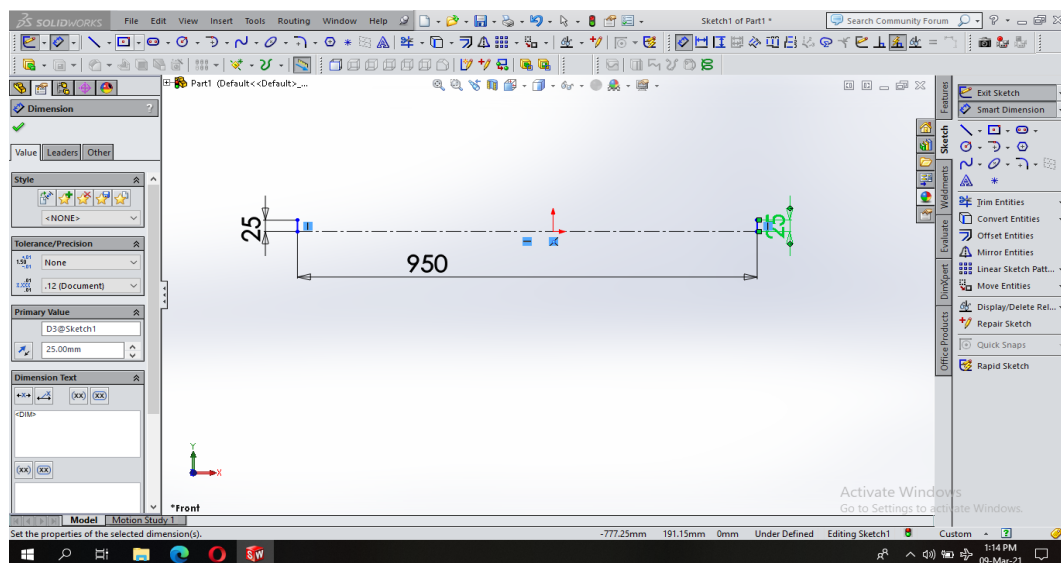 SOLIDWORKS File Edit View Insert Tools Routing Window Help Sketch1 of Part1 * Search Community Forum
Part1 (Default<<Default>_...
Dimension ?
Value Leaders Other
Style
<NONE>
Tolerance/Precision
None
.12 (Document)
Primary Value
D3@Sketch1
25.00mm
Dimension Text
(xx) (xx)
<DIM>
(xx) (xx)
25
950
25
Y
X
*Front
Features
Sketch
Weldments
Evaluate
DimXpert
Office Products
Exit Sketch
Smart Dimension
Trim Entities
Convert Entities
Offset Entities
Mirror Entities
Linear Sketch Patt...
Move Entities
Display/Delete Rel...
Repair Sketch
Quick Snaps
Rapid Sketch
Activate Windows
Go to Settings to activate Windows.
Model Motion Study 1
Set the properties of the selected dimension(s). -777.25mm 191.15mm 0mm Under Defined Editing Sketch1 Custom
1:14 PM
09-Mar-21